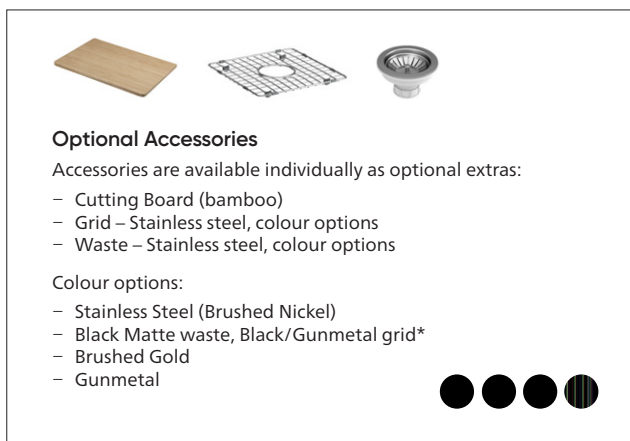 Optional Accessories
Accessories are available individually as optional extras:
– Cutting Board (bamboo)
– Grid – Stainless steel, colour options
– Waste – Stainless steel, colour options
Colour options:
– Stainless Steel (Brushed Nickel)
– Black Matte waste, Black/Gunmetal grid*
– Brushed Gold
– Gunmetal